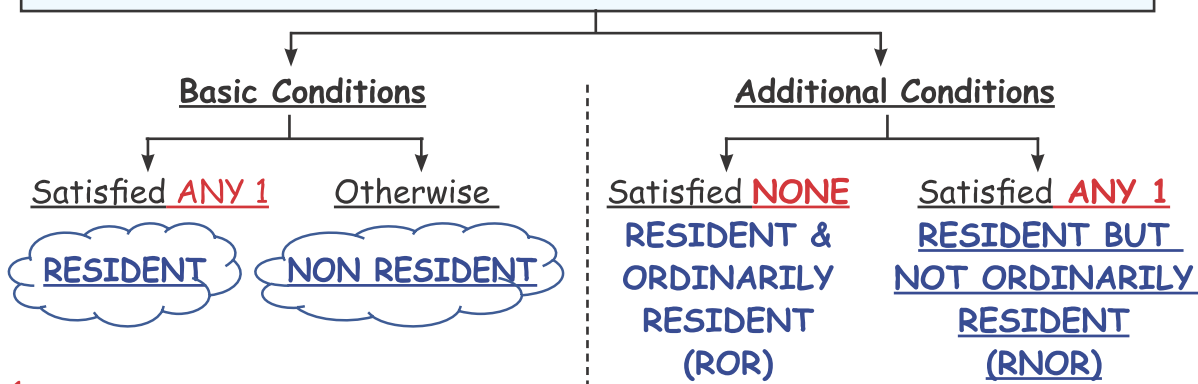 Basic Conditions
Additional Conditions
Satisfied ANY 1
Otherwise
Satisfied NONE
Satisfied ANY 1
RESIDENT
NON RESIDENT
RESIDENT &
ORDINARILY
RESIDENT
(ROR)
RESIDENT BUT
NOT ORDINARILY
RESIDENT
(RNOR)